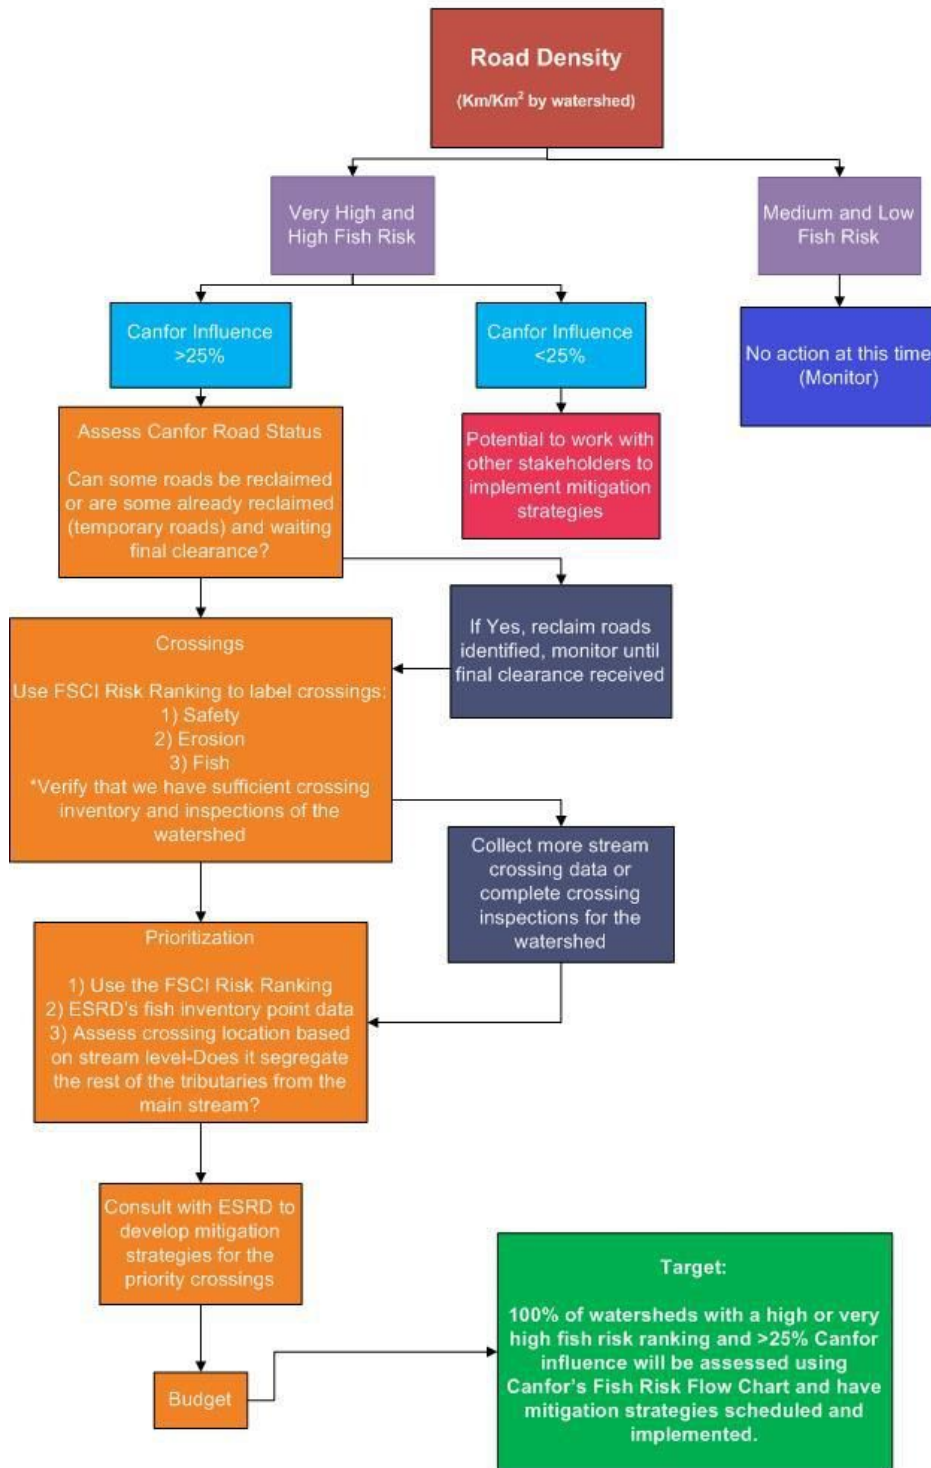 Road Density
(Km/Km² by watershed)
Very High and
High Fish Risk
Medium and Low
Fish Risk
Canfor Influence
>25%
Canfor Influence
<25%
No action at this time
(Monitor)
Assess Canfor Road Status
Can some roads be reclaimed
or are some already reclaimed
(temporary roads) and waiting
final clearance?
Potential to work with
other stakeholders to
implement mitigation
strategies
If Yes, reclaim roads
identified, monitor until
final clearance received
Crossings
Use FSCI Risk Ranking to label crossings:
1) Safety
2) Erosion
3) Fish
*Verify that we have sufficient crossing
inventory and inspections of the
watershed
Collect more stream
crossing data or
complete crossing
inspections for the
watershed
Prioritization
1) Use the FSCI Risk Ranking
2) ESRD's fish inventory point data
3) Assess crossing location based
on stream level-Does it segregate
the rest of the tributaries from the
main stream?
Consult with ESRD to
develop mitigation
strategies for the
priority crossings
Budget
Target:
100% of watersheds with a high or very
high fish risk ranking and >25% Canfor
influence will be assessed using
Canfor's Fish Risk Flow Chart and have
mitigation strategies scheduled and
implemented.